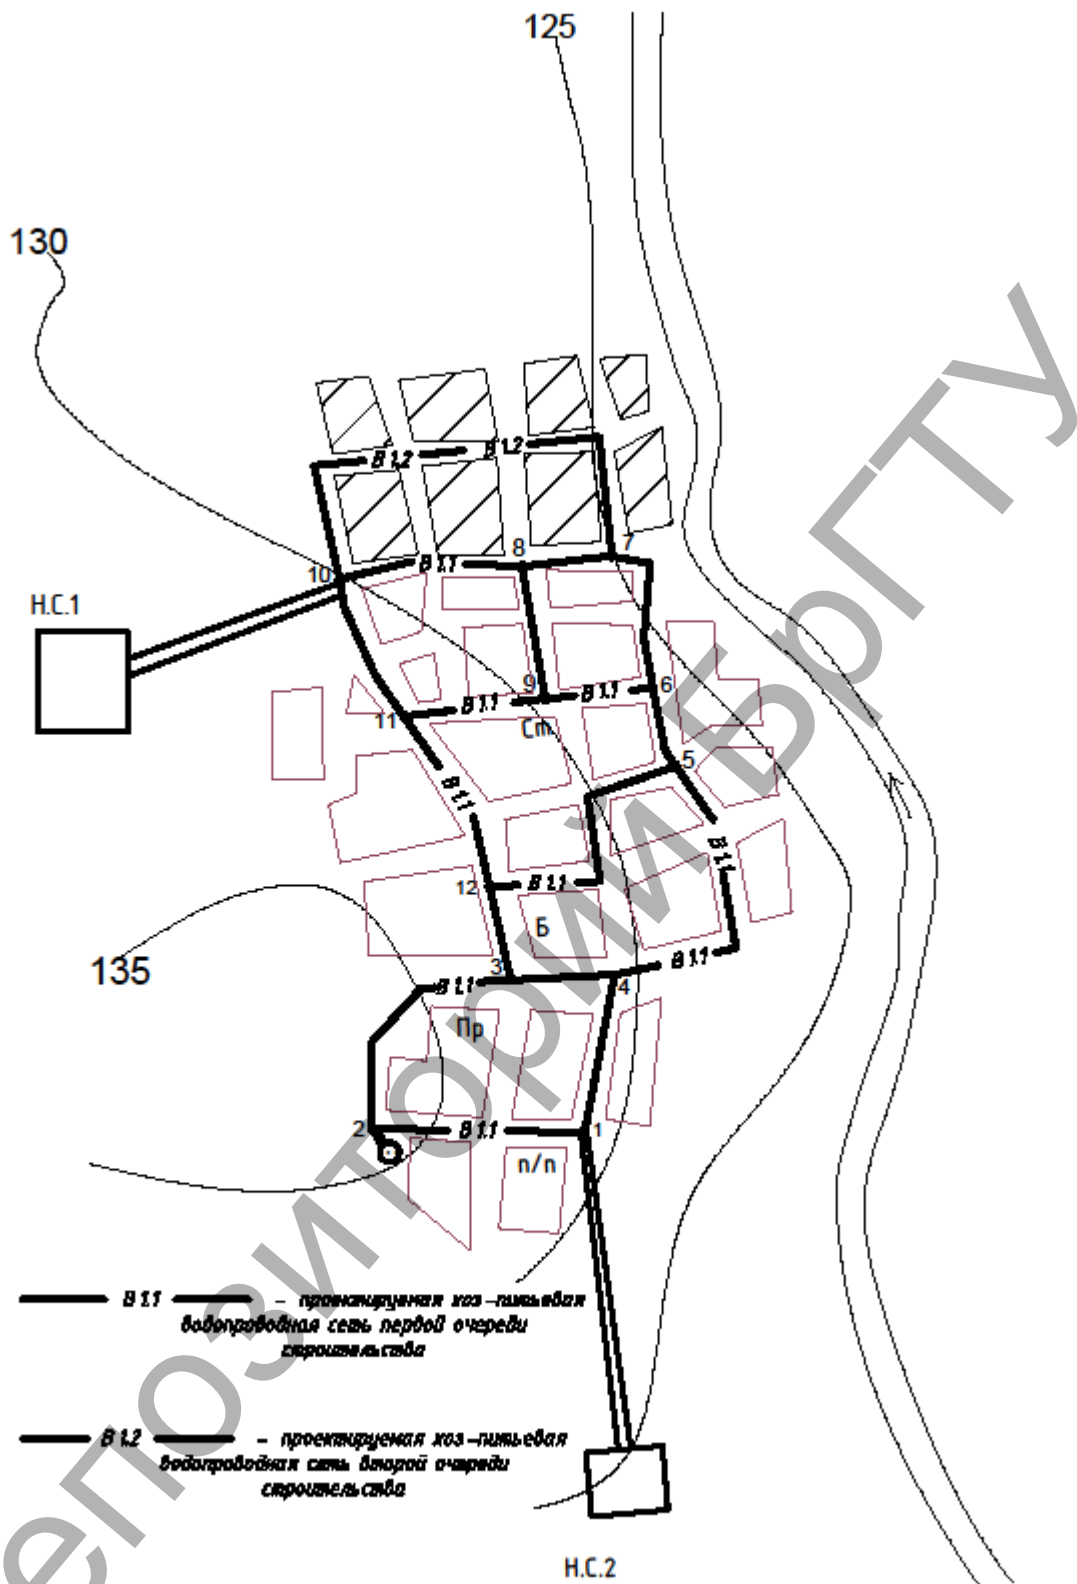 125
130
В 1.2
В 1.2
8
7
В 1.1
10
Н.С.1
9
В 1.1
6
В 1.1
11
Ст.
5
В 1.1
В 1.1
12
В 1.1
Б
3
В 1.1
135
В 1.1
4
Пр
2
В 1.1
1
п/п
В 1.1 - проектируемая хоз-питьевая
водопроводная сеть первой очереди
строительства
В 1.2 - проектируемая хоз-питьевая
водопроводная сеть второй очереди
строительства
Н.С.2
епозиторий БрГТУ